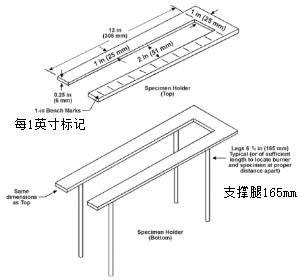 12 in
(308 mm)
1 in (25 mm)
1 in (25 mm)
2 in (51 mm)
0.25 in
(6 mm)
Specimen Holder
(Top)
1-in Bench Marks
每1英寸标记
Legs 6 ½ in (165 mm)
Typical (or of sufficient
length to locate burner
and specimen at proper
distance apart)
支撑腿165mm
Same
dimensions
as Top
Specimen Holder
(Bottom)